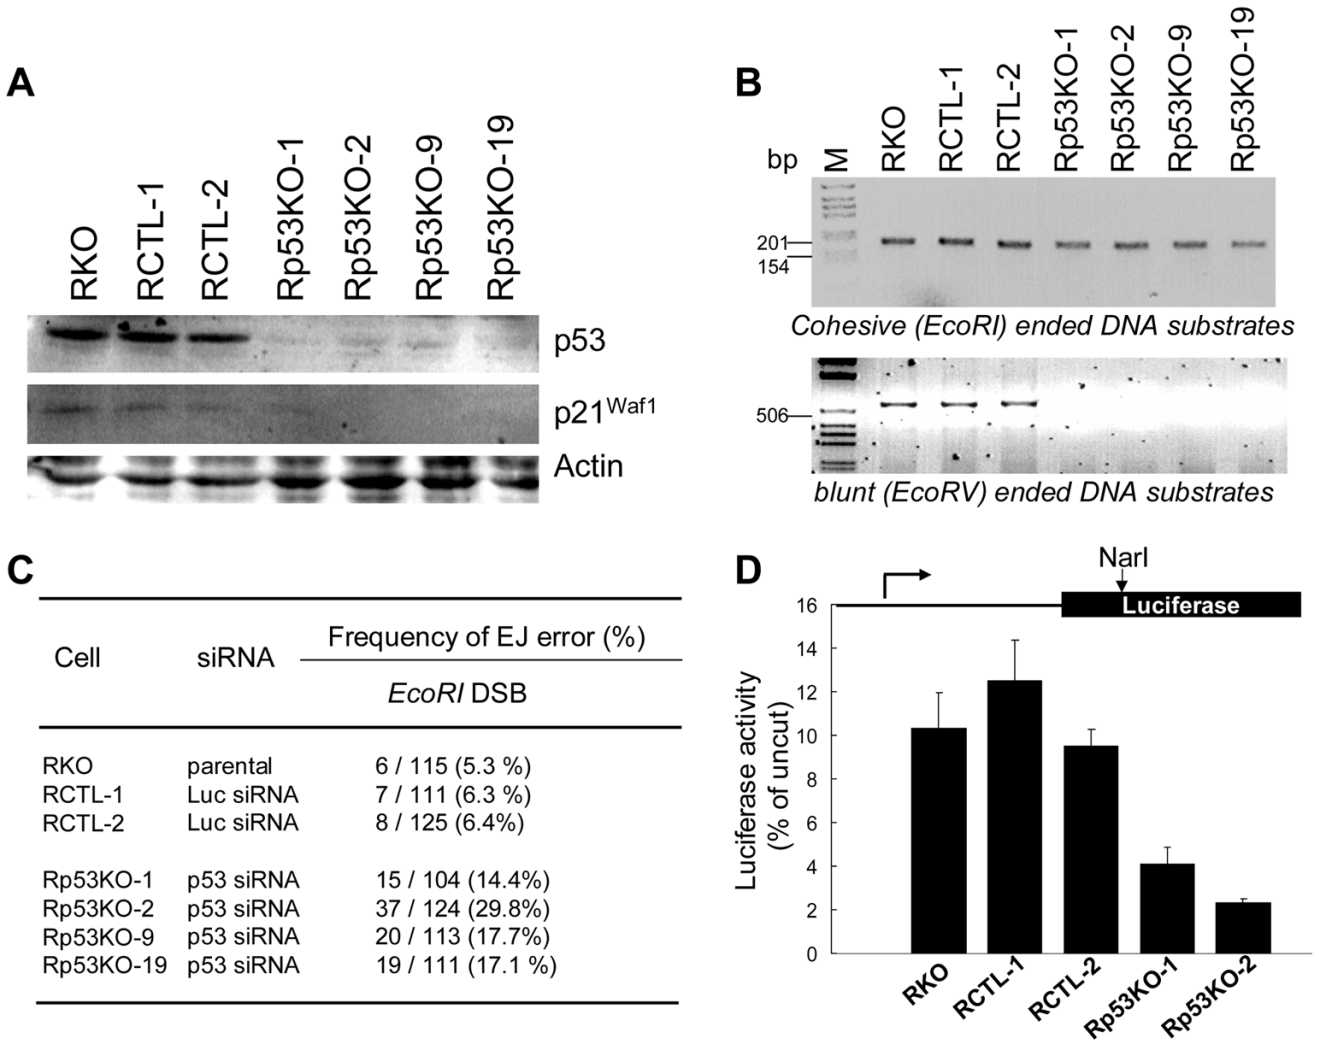 A
RKO
RCTL-1
RCTL-2
Rp53KO-1
Rp53KO-2
Rp53KO-9
Rp53KO-19
p53
p21Waf1
Actin
B
bp
M
RKO
RCTL-1
RCTL-2
Rp53KO-1
Rp53KO-2
Rp53KO-9
Rp53KO-19
201
154
Cohesive (EcoRI) ended DNA substrates
506
blunt (EcoRV) ended DNA substrates
C
Cell siRNA Frequency of EJ error (%)
EcoRI DSB
RKO parental 6 / 115 (5.3 %)
RCTL-1 Luc siRNA 7 / 111 (6.3 %)
RCTL-2 Luc siRNA 8 / 125 (6.4%)
Rp53KO-1 p53 siRNA 15 / 104 (14.4%)
Rp53KO-2 p53 siRNA 37 / 124 (29.8%)
Rp53KO-9 p53 siRNA 20 / 113 (17.7%)
Rp53KO-19 p53 siRNA 19 / 111 (17.1 %)
D
NarI
Luciferase
Luciferase activity
(% of uncut)
16
14
12
10
8
6
4
2
0
RKO
RCTL-1
RCTL-2
Rp53KO-1
Rp53KO-2